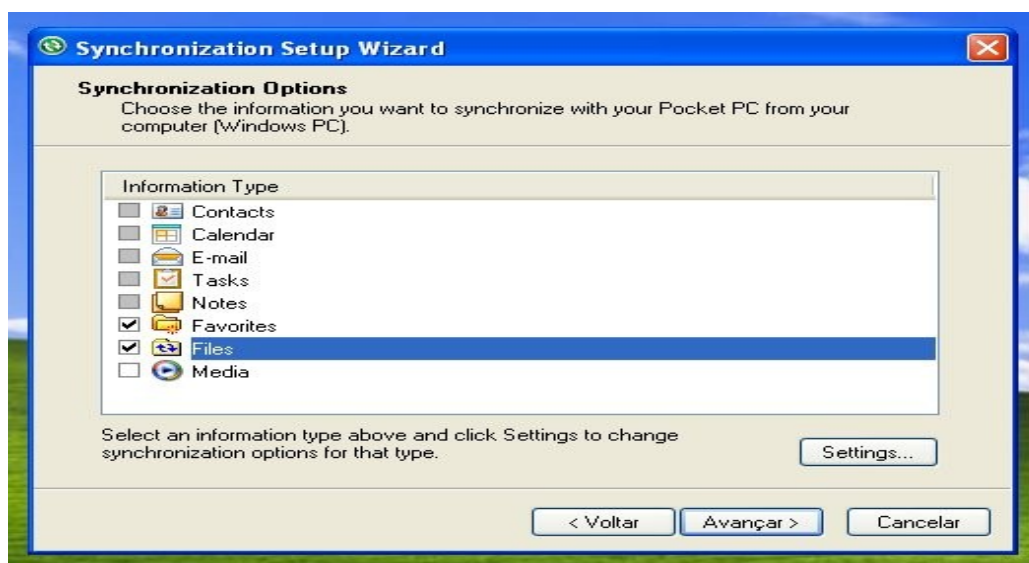 Synchronization Setup Wizard
Synchronization Options
Choose the information you want to synchronize with your Pocket PC from your
computer (Windows PC).
Information Type
Contacts
Calendar
E-mail
Tasks
Notes
Favorites
Files
Media
Select an information type above and click Settings to change
synchronization options for that type.
Settings...
< Voltar
Avançar >
Cancelar